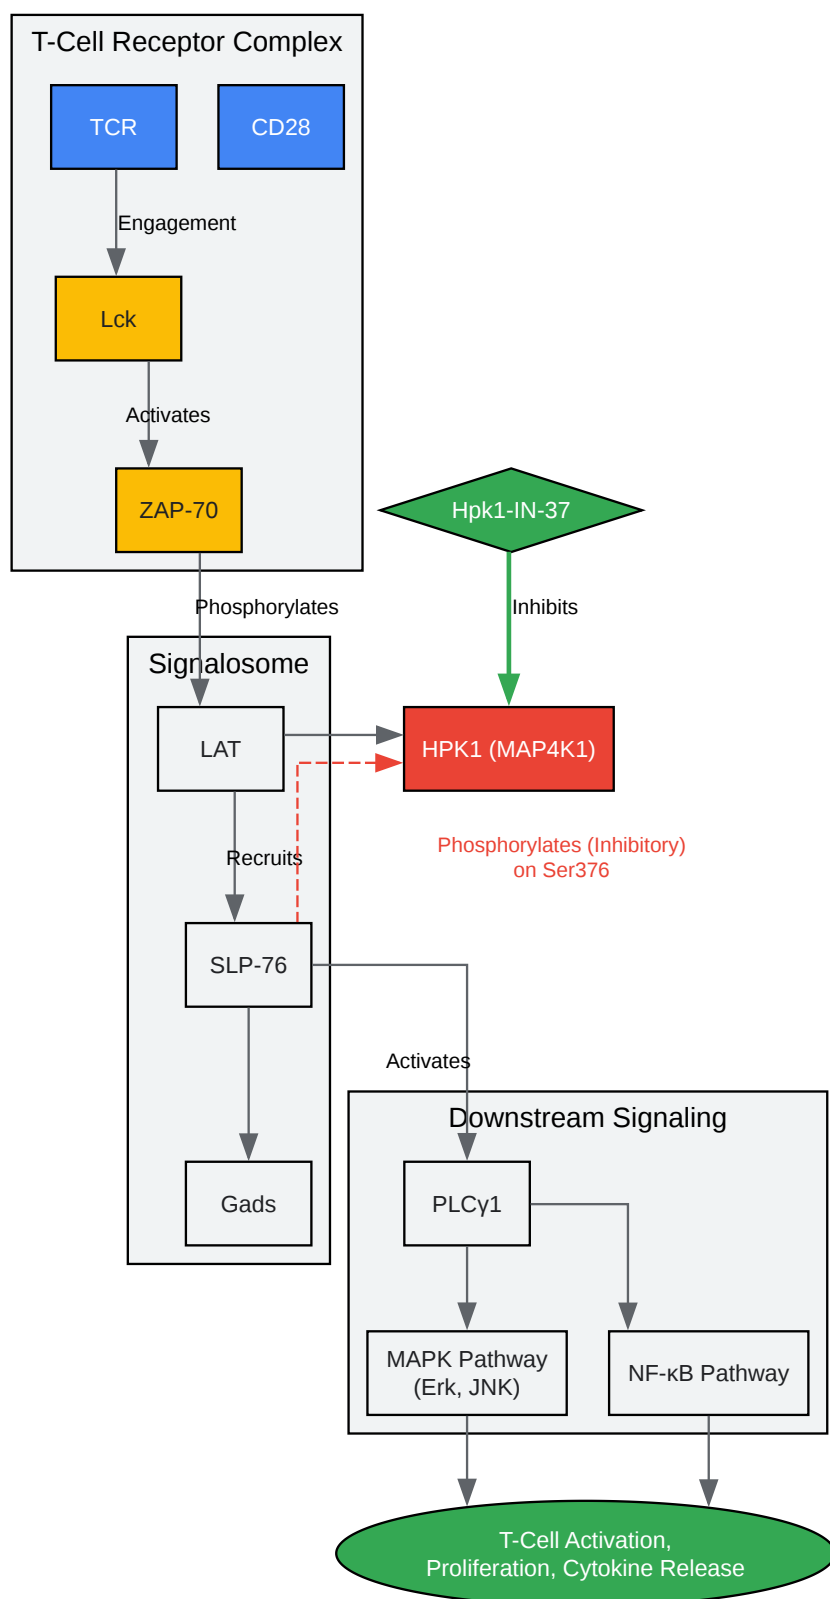 T-Cell Receptor Complex
TCR
CD28
Engagement
Lck
Activates
ZAP-70
Hpk1-IN-37
Phosphorylates
Inhibits
Signalosome
LAT
HPK1 (MAP4K1)
Phosphorylates (Inhibitory)
on Ser376
Recruits
SLP-76
Activates
Downstream Signaling
Gads
PLCγ1
MAPK Pathway
(Erk, JNK)
NF-κB Pathway
T-Cell Activation,
Proliferation, Cytokine Release